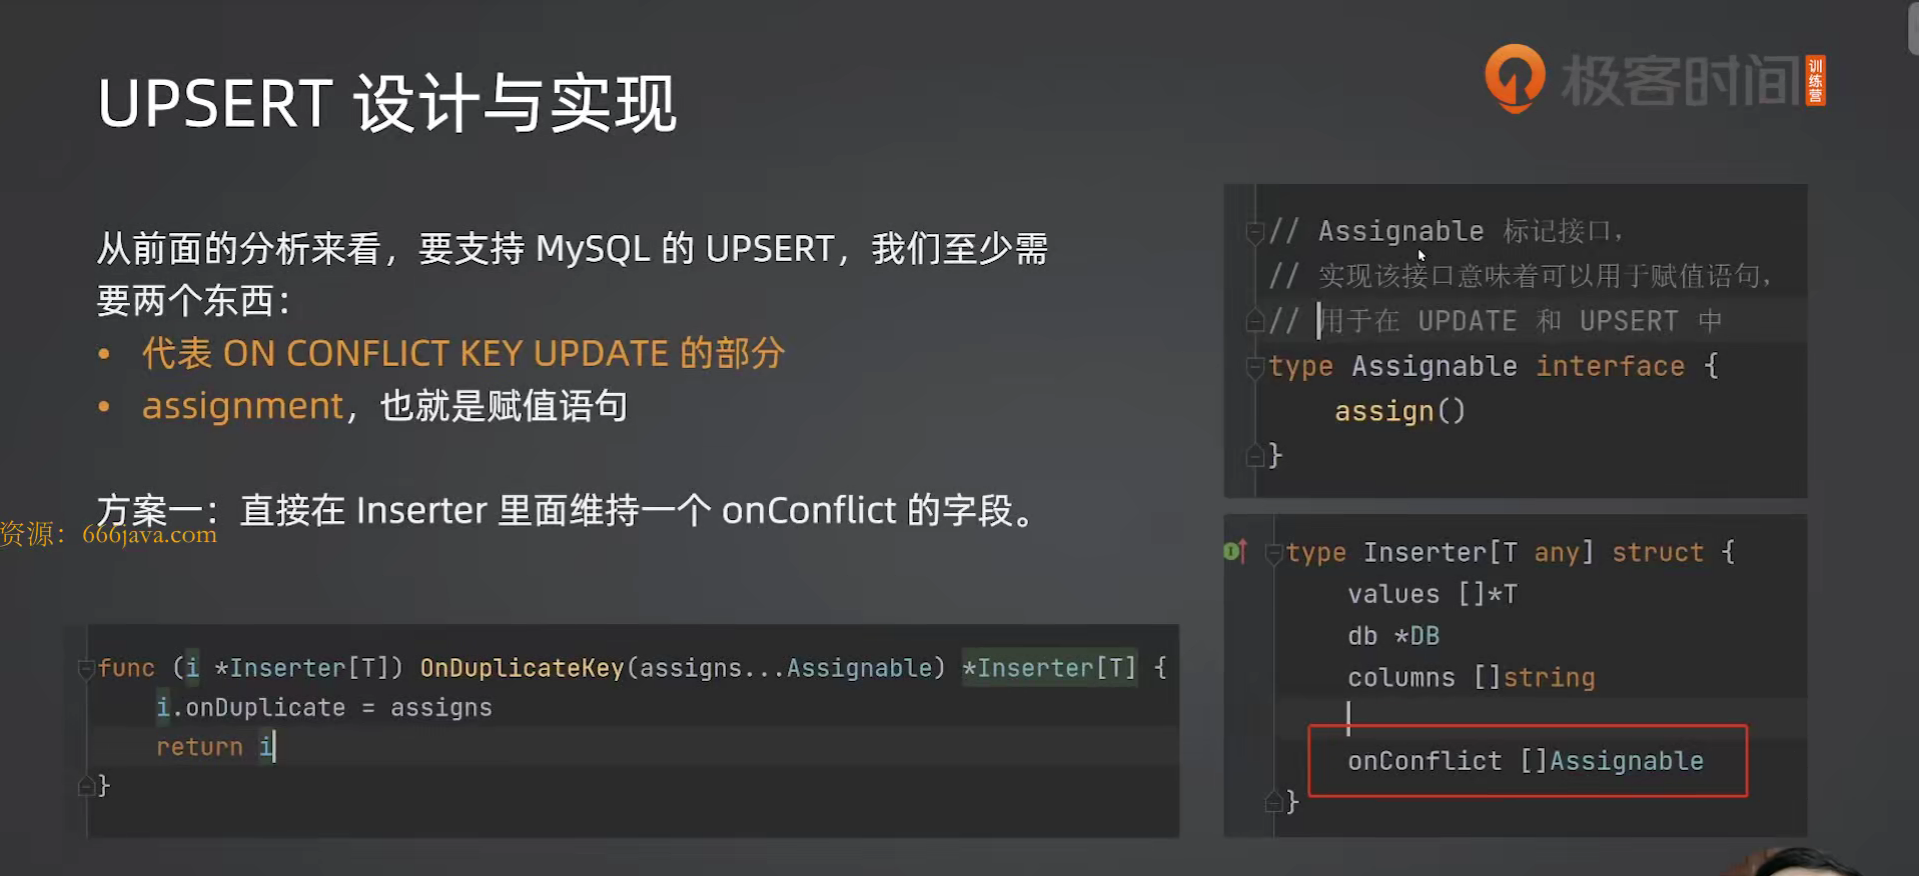 UPSERT 设计与实现
极客时间
训练营
从前面的分析来看，要支持 MySQL 的 UPSERT，我们至少需
要两个东西：
• 代表 ON CONFLICT KEY UPDATE 的部分
• assignment，也就是赋值语句
方案一：直接在 Inserter 里面维持一个 onConflict 的字段。
资源：666java.com
func (i *Inserter[T]) OnDuplicateKey(assigns...Assignable) *Inserter[T] {
i.onDuplicate = assigns
return i
}
// Assignable 标记接口，
// 实现该接口意味着可以用于赋值语句，
// 用于在 UPDATE 和 UPSERT 中
type Assignable interface {
assign()
}
type Inserter[T any] struct {
values []*T
db *DB
columns []string
onConflict []Assignable
}